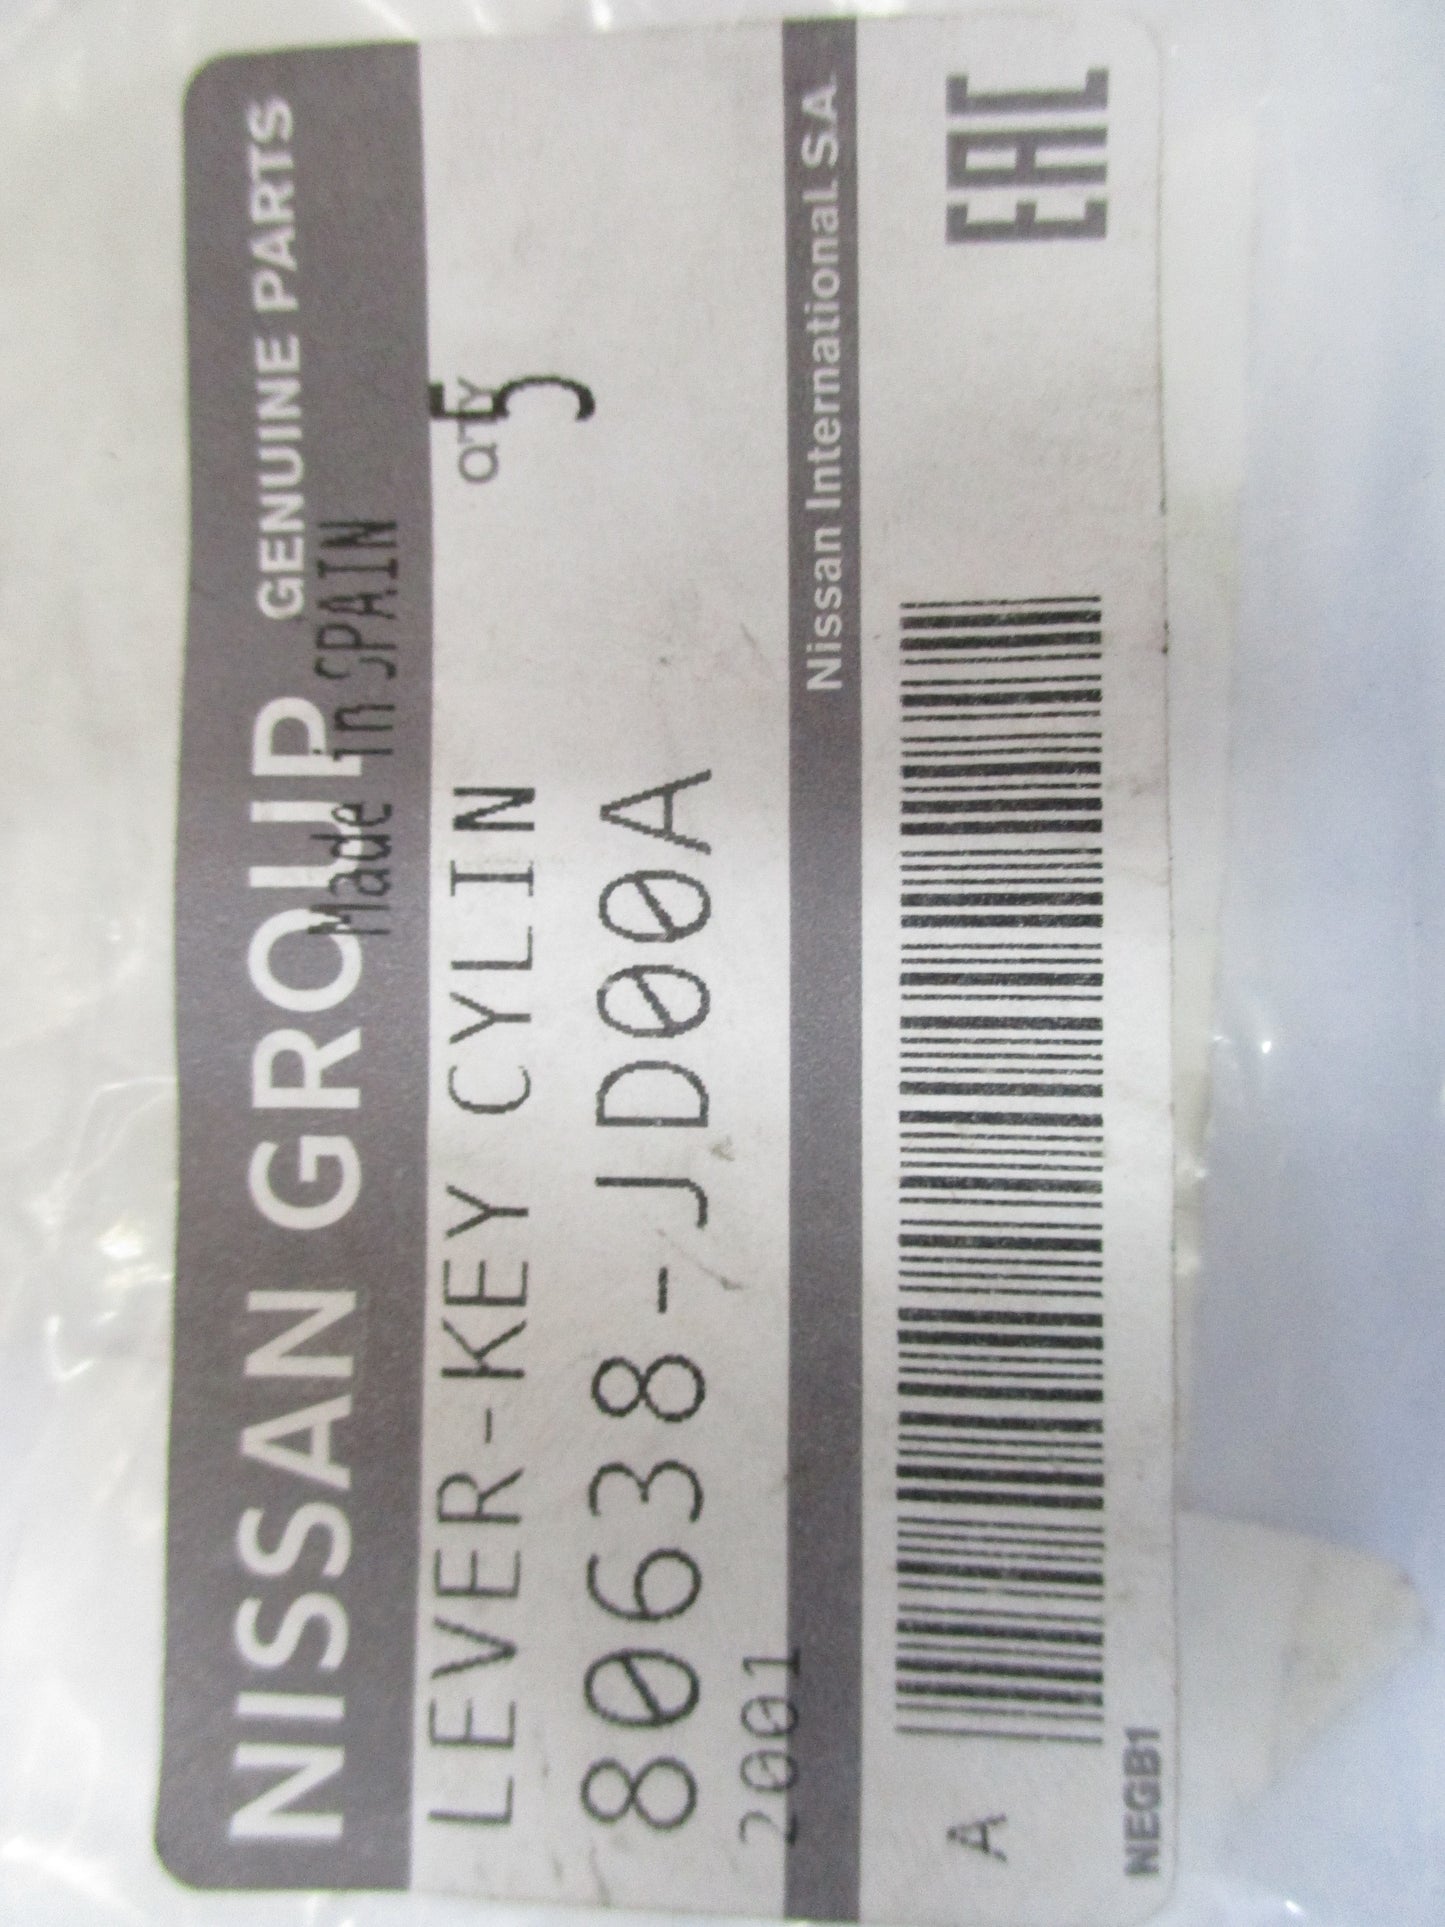 NISSAN GROUP GENUINE PARTS
Made in SPAIN
LEVER-KEY CYLIN
QTY
5
80638-JD00A
2001
Nissan International S.A.
A
EAC
NEGB1